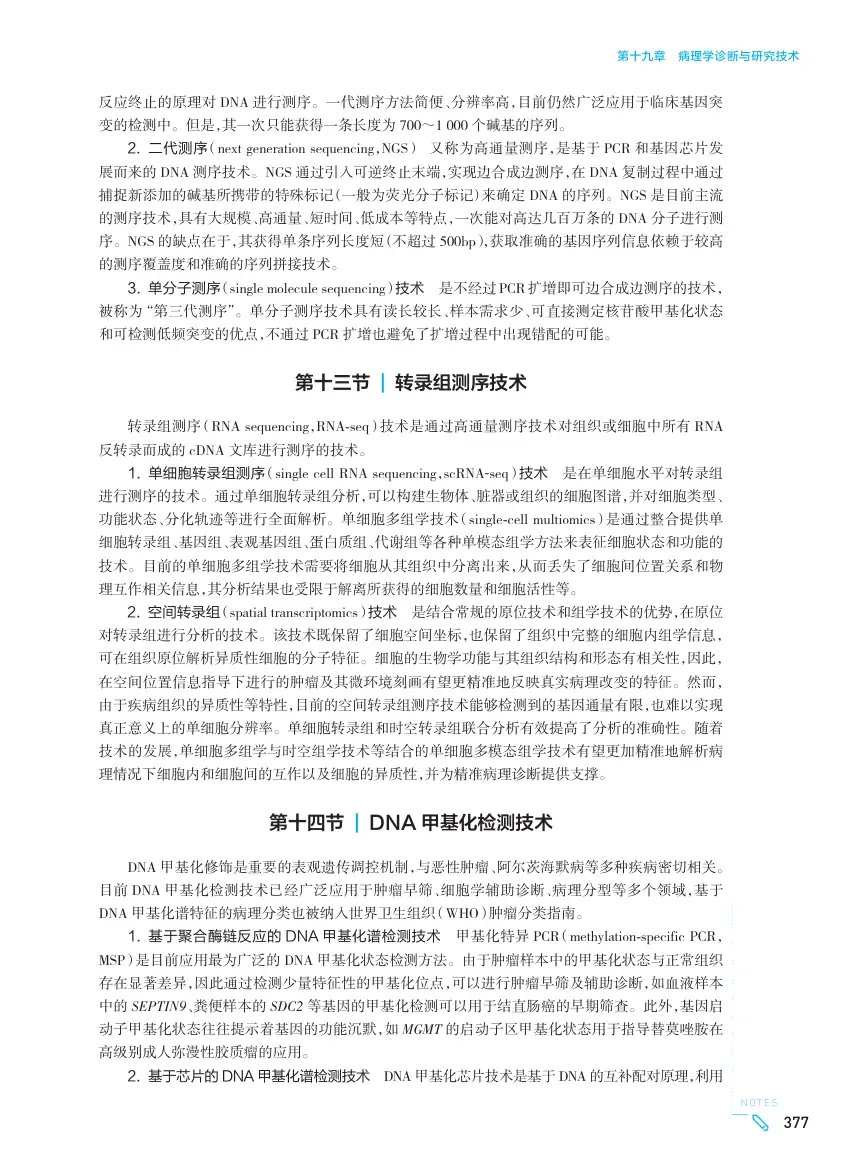 第十九章 病理学诊断与研究技术
反应终止的原理对 DNA 进行测序。一代测序方法简便、分辨率高，目前仍然广泛应用于临床基因突
变的检测中。但是，其一次只能获得一条长度为 700～1 000 个碱基的序列。
2. 二代测序（next generation sequencing，NGS） 又称为高通量测序，是基于 PCR 和基因芯片发
展而来的 DNA 测序技术。NGS 通过引入可逆终止末端，实现边合成边测序，在 DNA 复制过程中通过
捕捉新添加的碱基所携带的特殊标记（一般为荧光分子标记）来确定 DNA 的序列。NGS 是目前主流
的测序技术，具有大规模、高通量、短时间、低成本等特点，一次能对高达几百万条的 DNA 分子进行测
序。NGS 的缺点在于，其获得单条序列长度短（不超过 500bp），获取准确的基因序列信息依赖于较高
的测序覆盖度和准确的序列拼接技术。
3. 单分子测序（single molecule sequencing）技术 是不经过PCR扩增即可边合成边测序的技术，
被称为“第三代测序”。单分子测序技术具有读长较长、样本需求少、可直接测定核苷酸甲基化状态
和可检测低频突变的优点，不通过 PCR 扩增也避免了扩增过程中出现错配的可能。
第十三节 | 转录组测序技术
转录组测序（RNA sequencing，RNA-seq）技术是通过高通量测序技术对组织或细胞中所有 RNA
反转录而成的 cDNA 文库进行测序的技术。
1. 单细胞转录组测序（single cell RNA sequencing，scRNA-seq）技术 是在单细胞水平对转录组
进行测序的技术。通过单细胞转录组分析，可以构建生物体、脏器或组织的细胞图谱，并对细胞类型、
功能状态、分化轨迹等进行全面解析。单细胞多组学技术（single-cell multiomics）是通过整合提供单
细胞转录组、基因组、表观基因组、蛋白质组、代谢组等各种单模态组学方法来表征细胞状态和功能的
技术。目前的单细胞多组学技术需要将细胞从其组织中分离出来，从而丢失了细胞间位置关系和物
理互作相关信息，其分析结果也受限于解离所获得的细胞数量和细胞活性等。
2. 空间转录组（spatial transcriptomics）技术 是结合常规的原位技术和组学技术的优势，在原位
对转录组进行分析的技术。该技术既保留了细胞空间坐标，也保留了组织中完整的细胞内组学信息，
可在组织原位解析异质性细胞的分子特征。细胞的生物学功能与其组织结构和形态有相关性，因此，
在空间位置信息指导下进行的肿瘤及其微环境刻画有望更精准地反映真实病理改变的特征。然而，
由于疾病组织的异质性等特性，目前的空间转录组测序技术能够检测到的基因通量有限，也难以实现
真正意义上的单细胞分辨率。单细胞转录组和时空转录组联合分析有效提高了分析的准确性。随着
技术的发展，单细胞多组学与时空组学技术等结合的单细胞多模态组学技术有望更加精准地解析病
理情况下细胞内和细胞间的互作以及细胞的异质性，并为精准病理诊断提供支撑。
第十四节 | DNA 甲基化检测技术
DNA 甲基化修饰是重要的表观遗传调控机制，与恶性肿瘤、阿尔茨海默病等多种疾病密切相关。
目前 DNA 甲基化检测技术已经广泛应用于肿瘤早筛、细胞学辅助诊断、病理分型等多个领域，基于
DNA 甲基化谱特征的病理分类也被纳入世界卫生组织（WHO）肿瘤分类指南。
1. 基于聚合酶链反应的 DNA 甲基化谱检测技术 甲基化特异 PCR（methylation-specific PCR，
MSP）是目前应用最为广泛的 DNA 甲基化状态检测方法。由于肿瘤样本中的甲基化状态与正常组织
存在显著差异，因此通过检测少量特征性的甲基化位点，可以进行肿瘤早筛及辅助诊断，如血液样本
中的 SEPTIN9、粪便样本的 SDC2 等基因的甲基化检测可以用于结直肠癌的早期筛查。此外，基因启
动子甲基化状态往往提示着基因的功能沉默，如 MGMT 的启动子区甲基化状态用于指导替莫唑胺在
高级别成人弥漫性胶质瘤的应用。
2. 基于芯片的 DNA 甲基化谱检测技术 DNA 甲基化芯片技术是基于 DNA 的互补配对原理，利用
NOTES
377